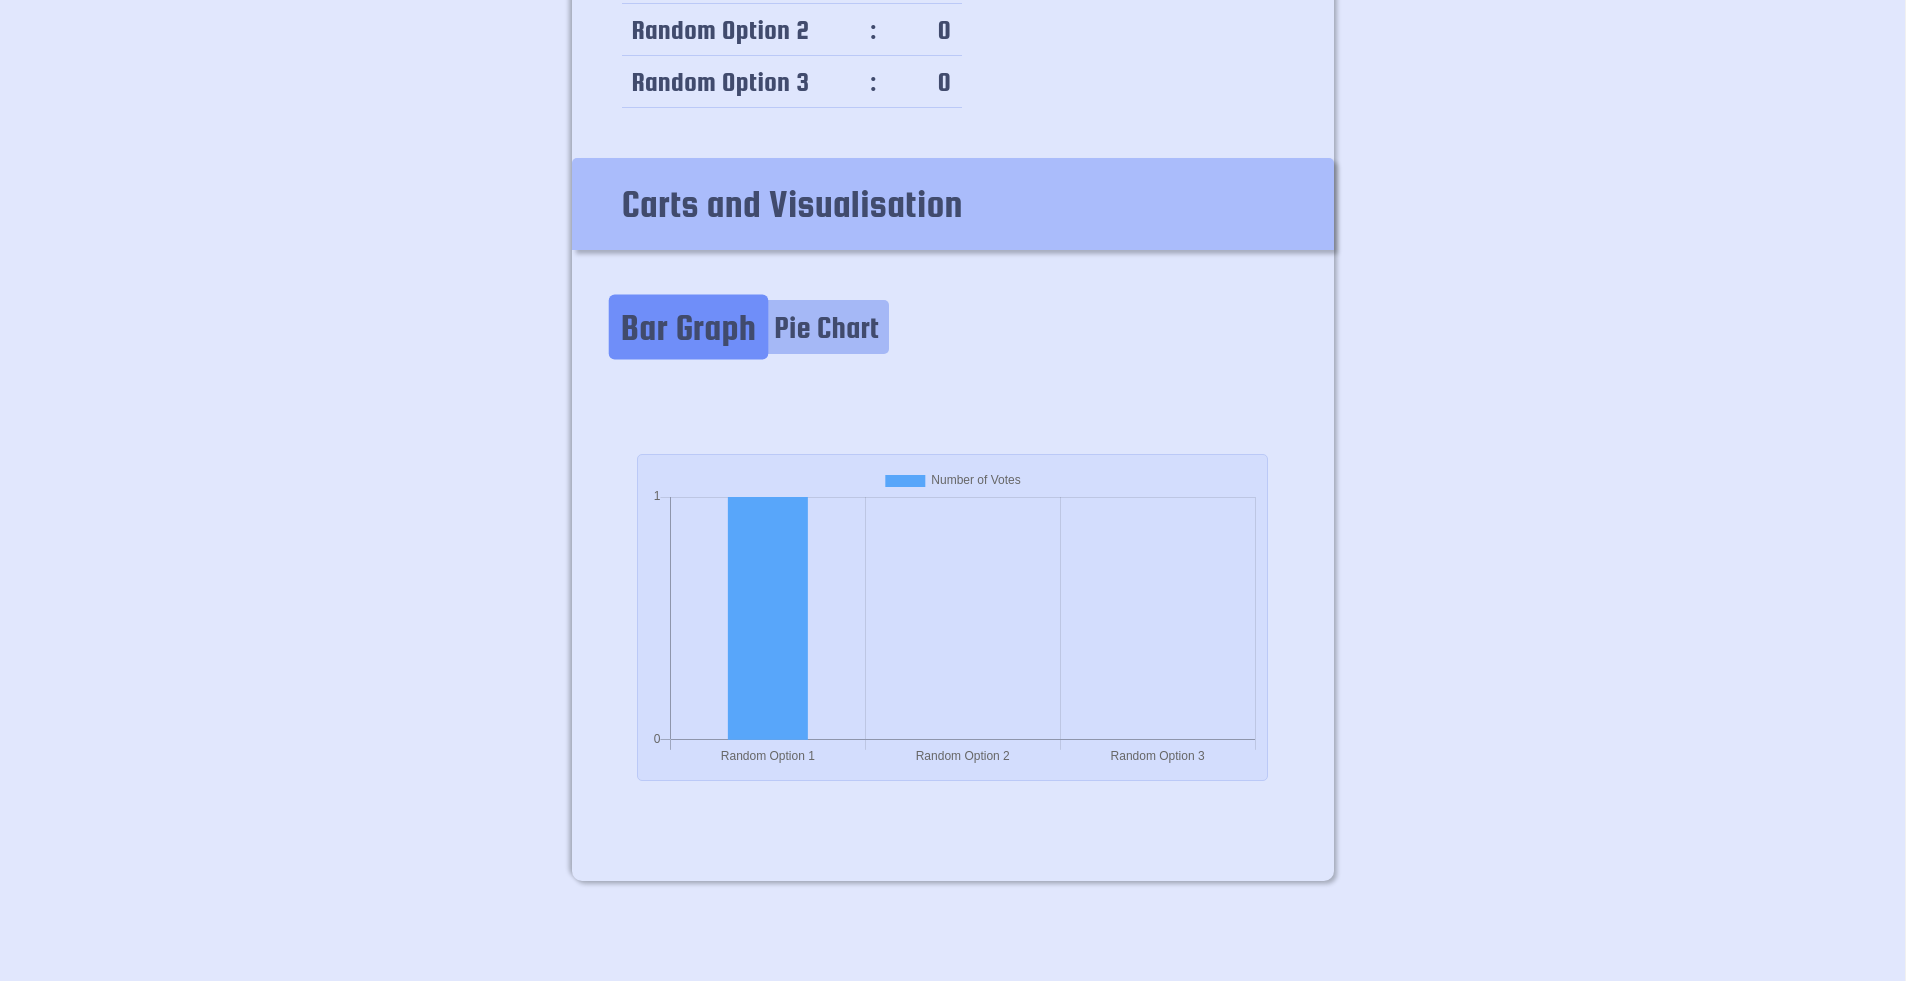 Random Option 2 : 0
Random Option 3 : 0
Carts and Visualisation
Bar Graph Pie Chart
Number of Votes
1
0
Random Option 1 Random Option 2 Random Option 3